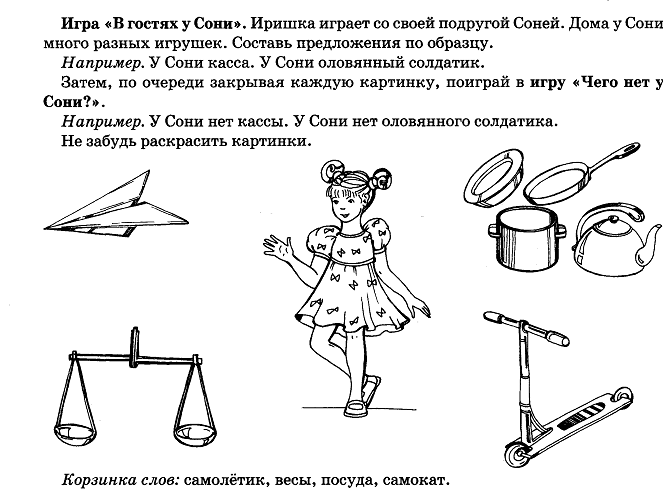 Игра «В гостях у Сони». Иришка играет со своей подругой Соней. Дома у Сони
много разных игрушек. Составь предложения по образцу.
Например. У Сони касса. У Сони оловянный солдатик.
Затем, по очереди закрывая каждую картинку, поиграй в игру «Чего нет у
Сони?».
Например. У Сони нет кассы. У Сони нет оловянного солдатика.
Не забудь раскрасить картинки.
Корзинка слов: самолётик, весы, посуда, самокат.